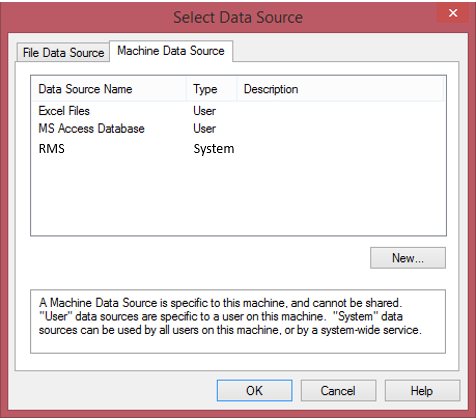 Select Data Source
File Data Source Machine Data Source
Data Source Name Type Description
Excel Files User
MS Access Database User
RMS System
New...
A Machine Data Source is specific to this machine, and cannot be shared.
"User" data sources are specific to a user on this machine. "System" data
sources can be used by all users on this machine, or by a system-wide service.
OK Cancel Help